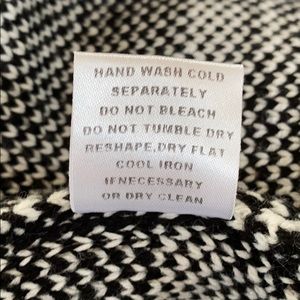 HAND WASH COLD
SEPARATELY
DO NOT BLEACH
DO NOT TUMBLE DRY
RESHAPE,DRY FLAT
COOL IRON
IFNECESSARY
OR DRY CLEAN